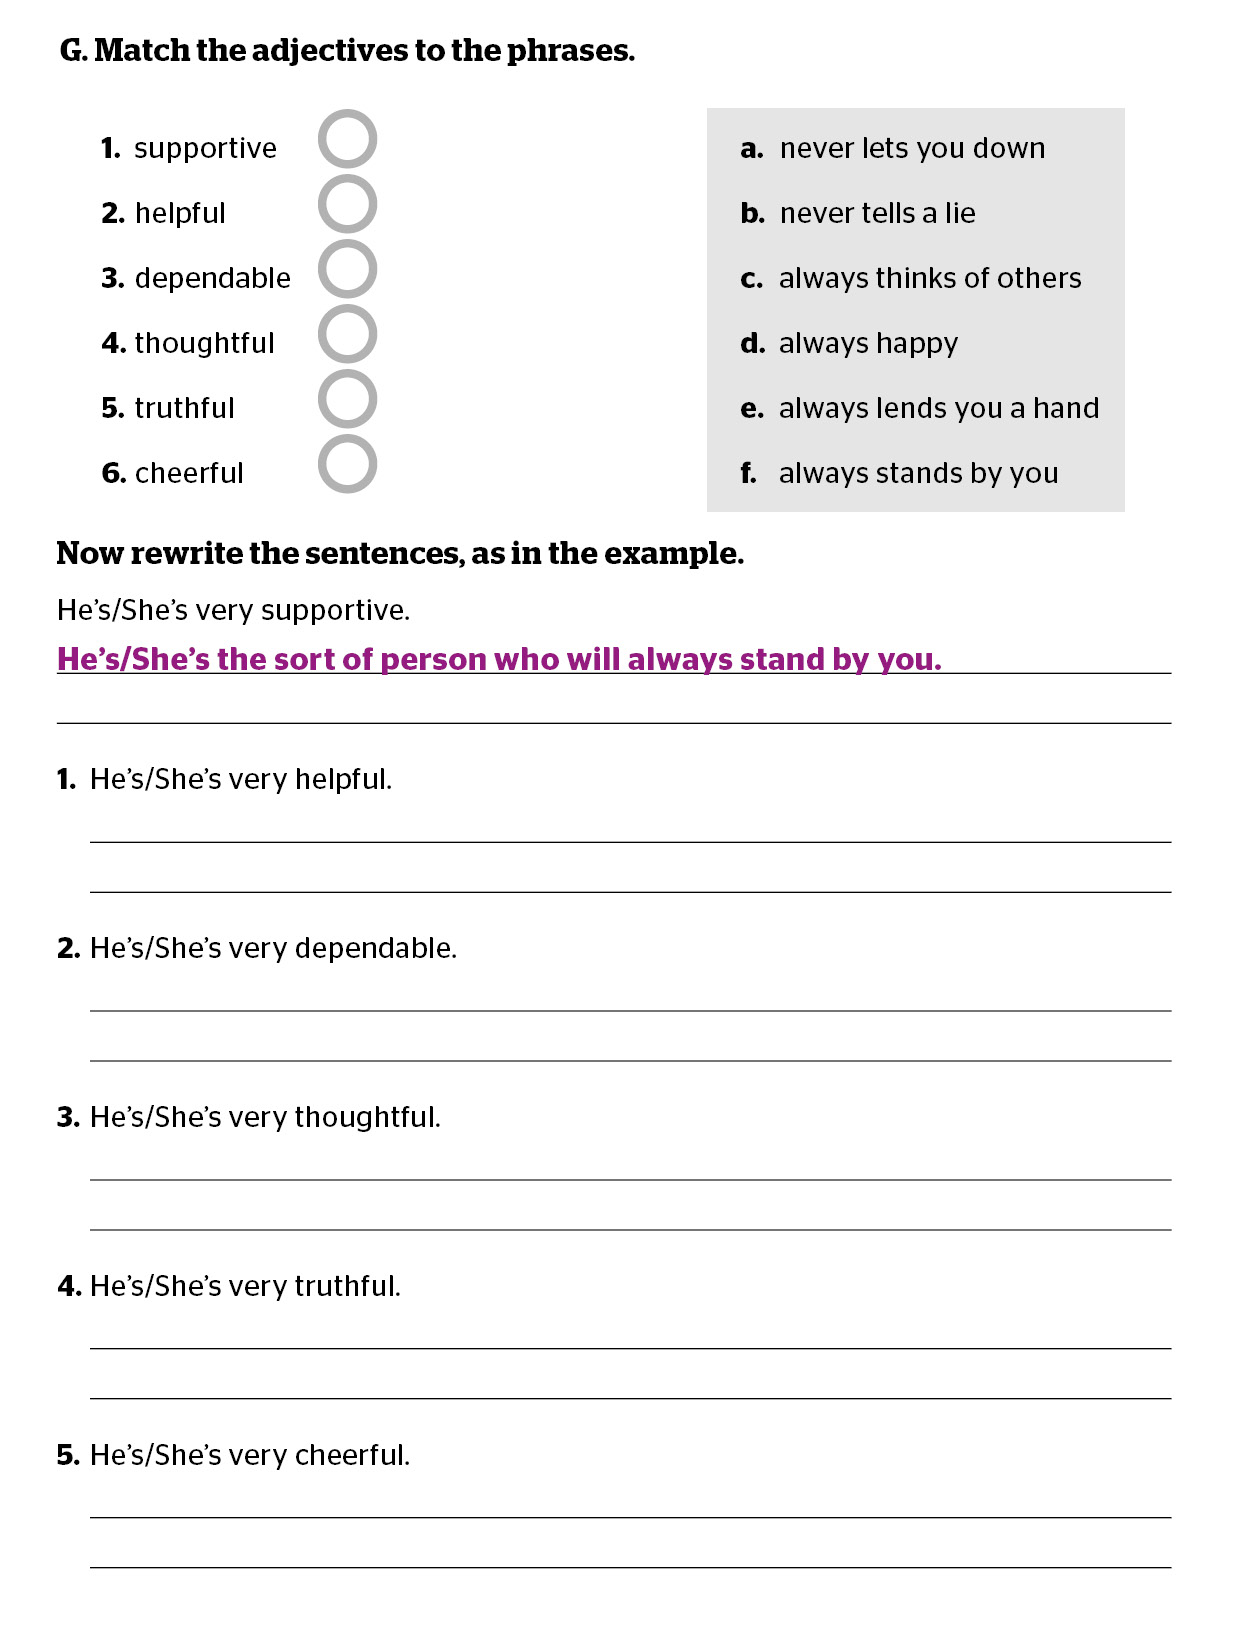 G. Match the adjectives to the phrases.
1. supportive
2. helpful
3. dependable
4. thoughtful
5. truthful
6. cheerful
a. never lets you down
b. never tells a lie
c. always thinks of others
d. always happy
e. always lends you a hand
f. always stands by you
Now rewrite the sentences, as in the example.
He’s/She’s very supportive.
He’s/She’s the sort of person who will always stand by you.
1. He’s/She’s very helpful.
2. He’s/She’s very dependable.
3. He’s/She’s very thoughtful.
4. He’s/She’s very truthful.
5. He’s/She’s very cheerful.